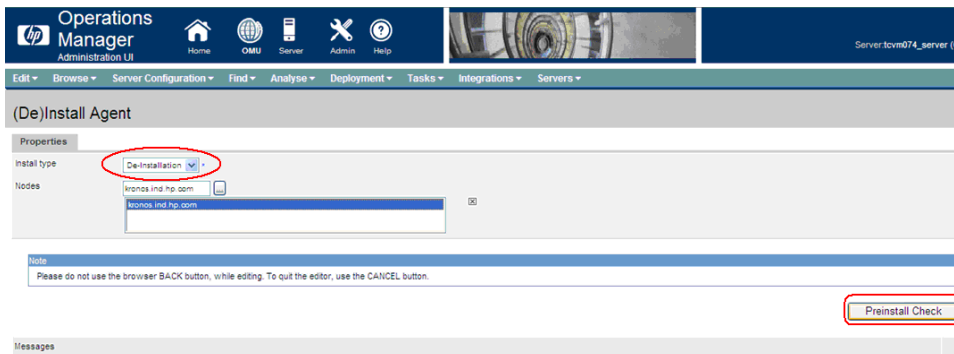 hp
Operations
Manager
Administration UI
Home
OMU
Server
Admin
Help
Server:tcvm074_server (
Edit Browse Server Configuration Find Analyse Deployment Tasks Integrations Servers
(De)Install Agent
Properties
Install type
De-Installation *
Nodes
kronos.ind.hp.com ...
kronos.ind.hp.com
Note
Please do not use the browser BACK button, while editing. To quit the editor, use the CANCEL button.
Preinstall Check
Messages